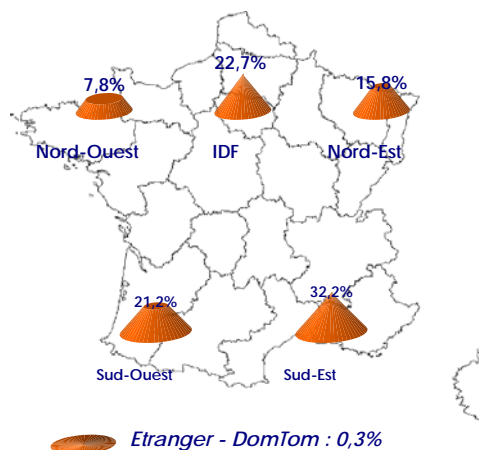 22,7%
7,8%
15,8%
Nord-Ouest
IDF
Nord-Est
21,2%
32,2%
Sud-Ouest
Sud-Est
Etranger - DomTom : 0,3%